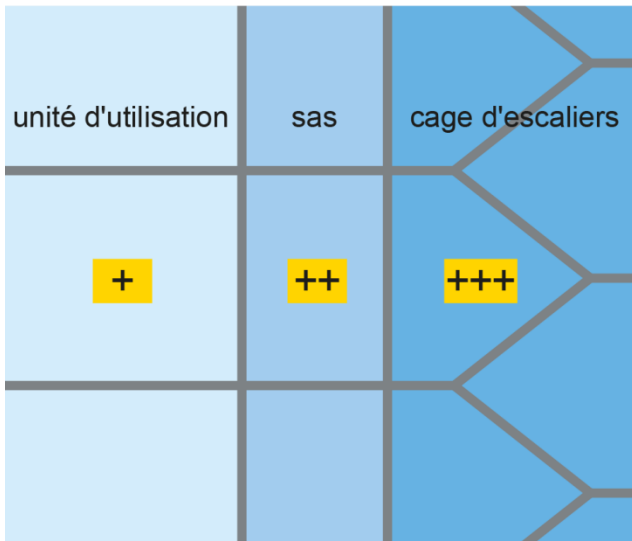 unité d'utilisation sas cage d'escaliers
+ ++ +++